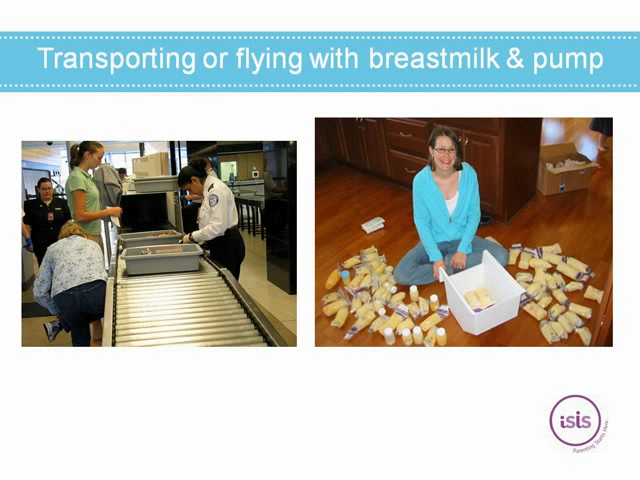 Transporting or flying with breastmilk & pump
isis
Parenting Starts Here